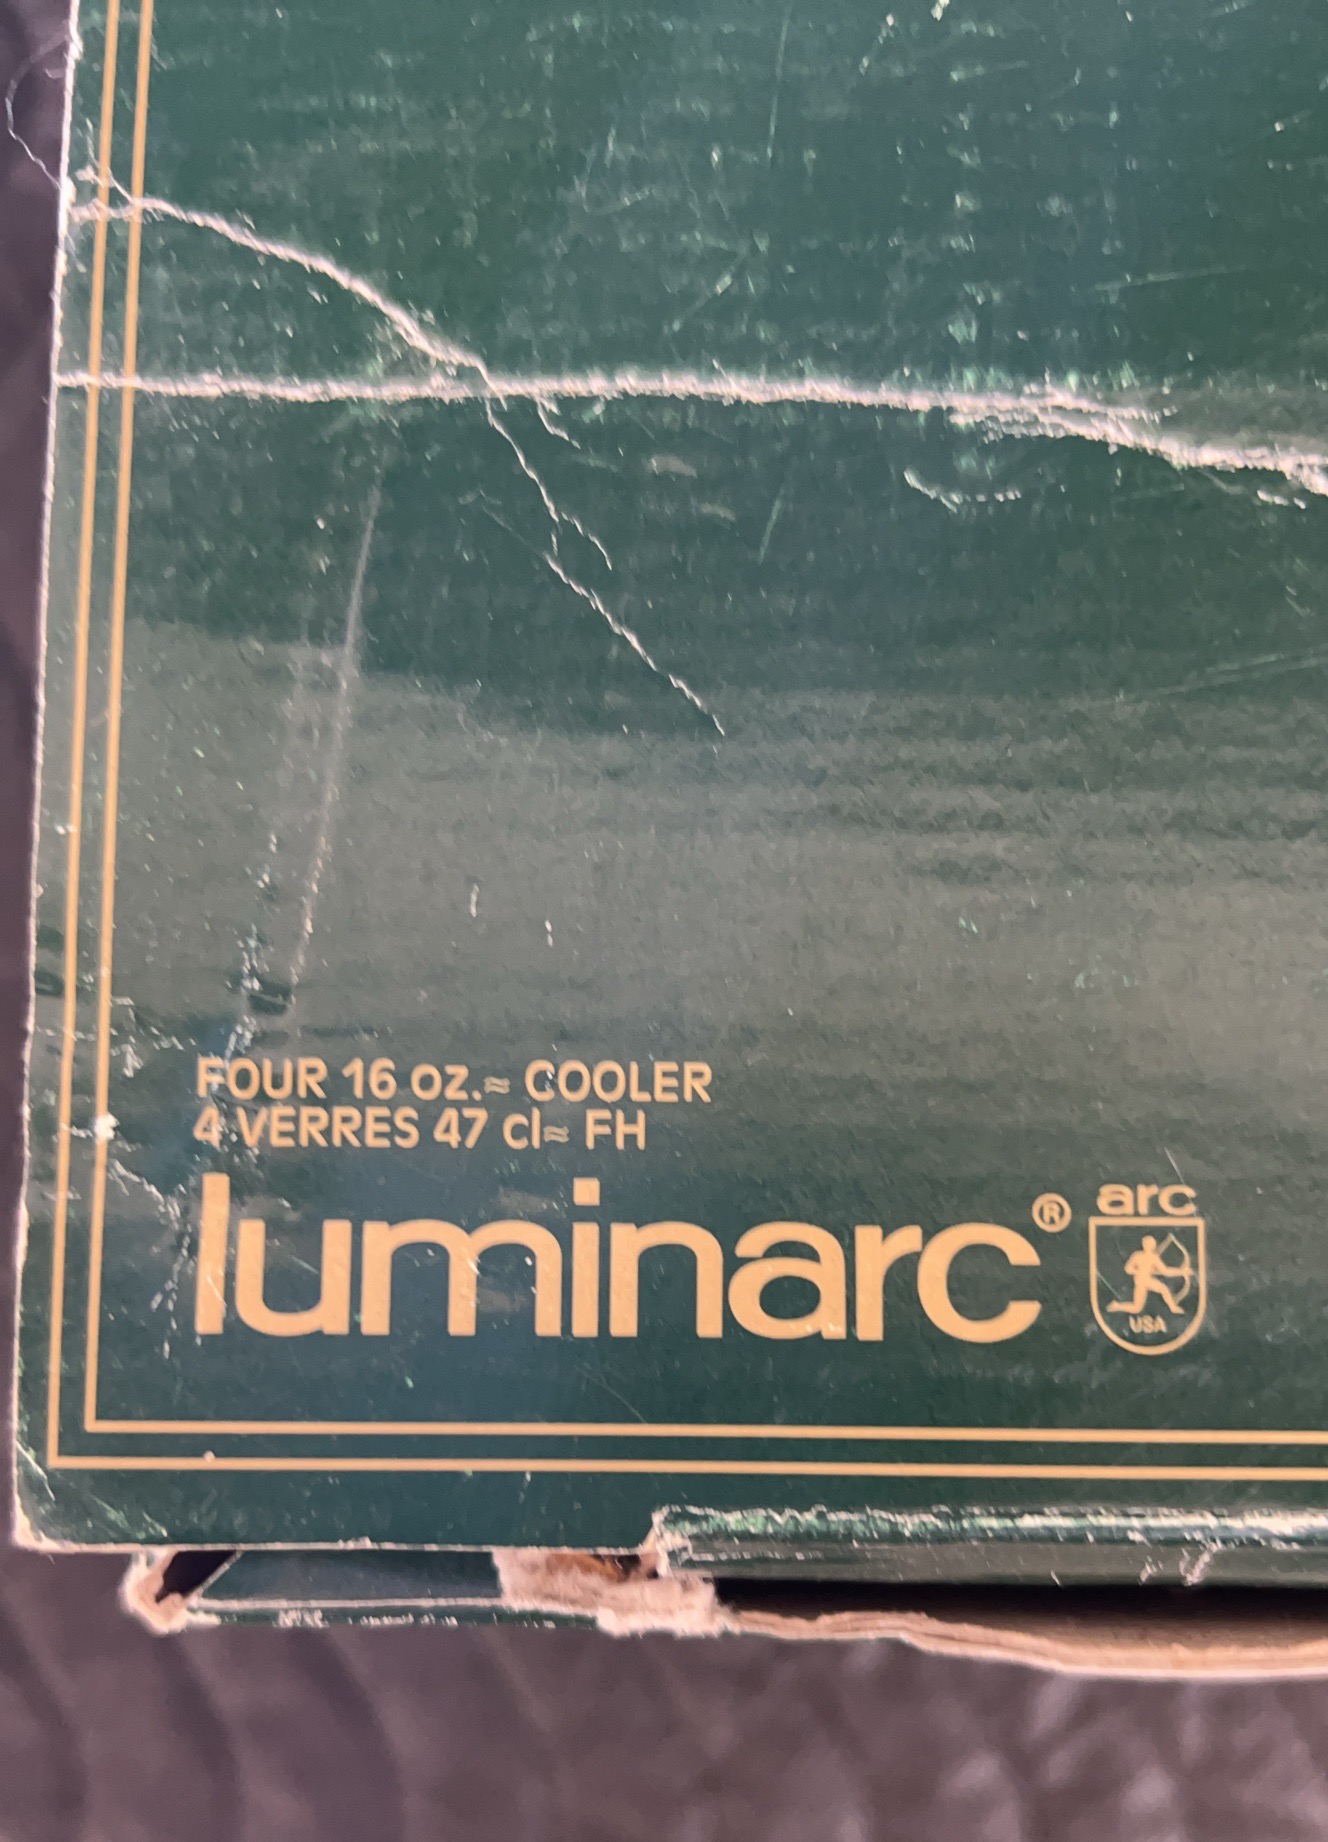 FOUR 16 oz.≈ COOLER
4 VERRES 47 cl≈ FH
luminarc®
arc
USA